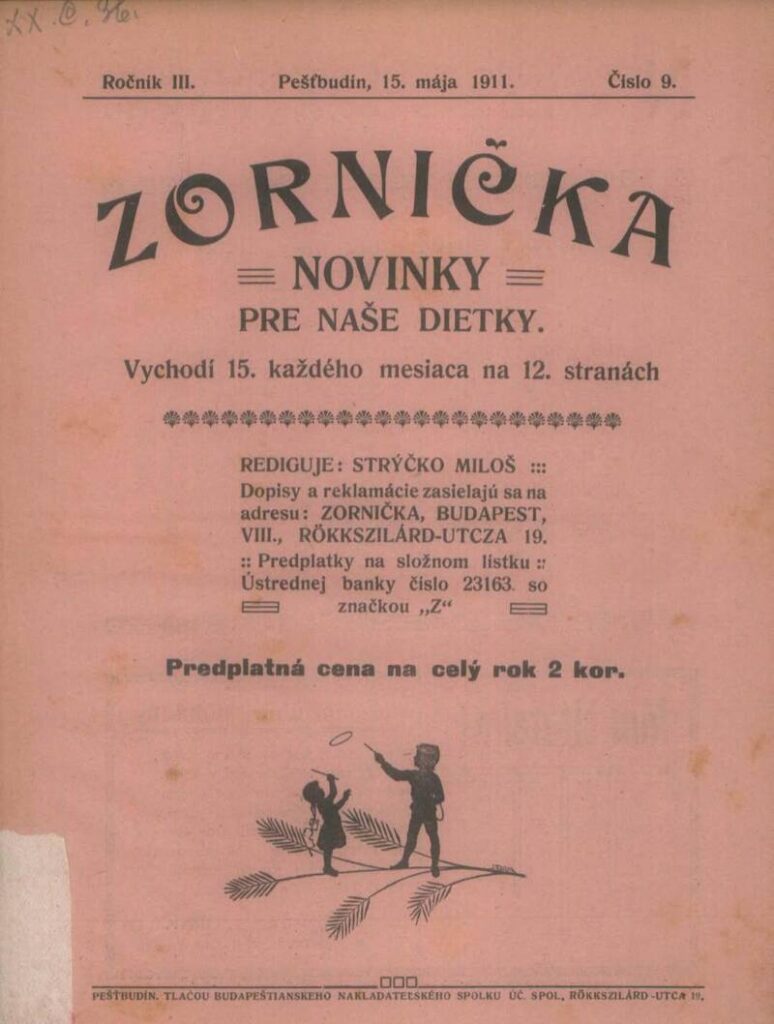 Ročník III. Pešťbudín, 15. mája 1911. Číslo 9.
ZORNIČKA
NOVINKY
PRE NAŠE DIETKY.
Vychodí 15. každého mesiaca na 12. stranách
REDIGUJE: STRÝČKO MILOŠ :::
Dopisy a reklamácie zasielajú sa na
adresu: ZORNIČKA, BUDAPEST,
VIII., RÖKKSZILÁRD-UTCZA 19.
:: Predplatky na složnom lístku ::
Ústrednej banky číslo 23163. so
značkou „Z“
Predplatná cena na celý rok 2 kor.
PEŠŤBUDÍN. TLAČOU BUDAPEŠTIANSKEHO NAKLADATEĽSKÉHO SPOLKU ÚČ. SPOL., RÖKKSZILÁRD-UTCA 19.